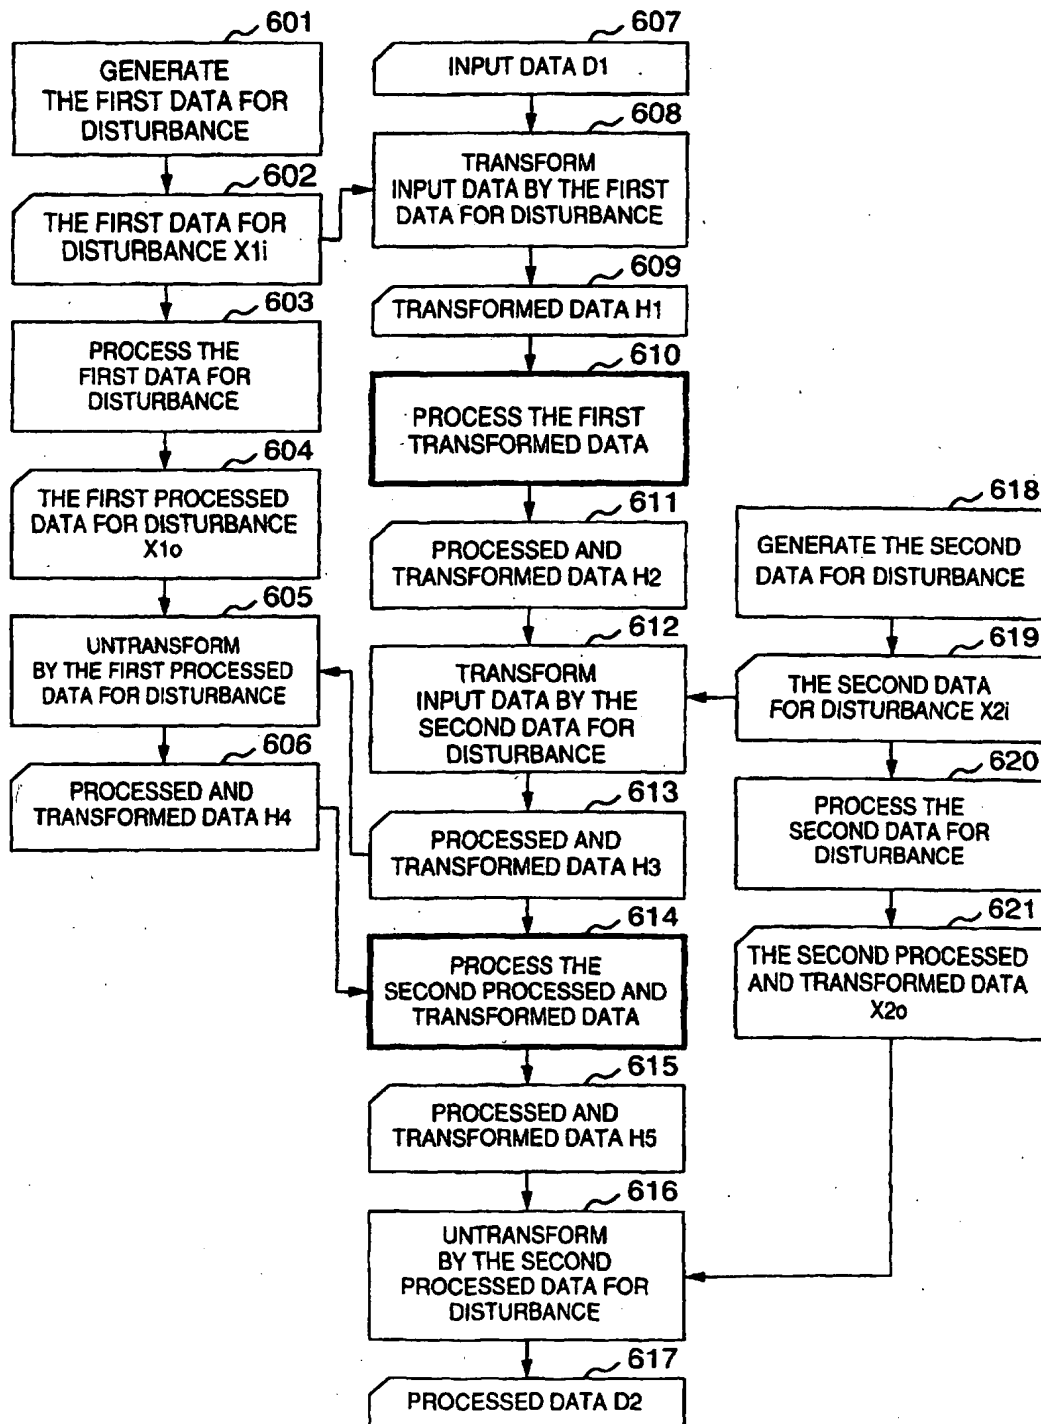 601
GENERATE
THE FIRST DATA FOR
DISTURBANCE
602
THE FIRST DATA FOR
DISTURBANCE X1i
603
PROCESS THE
FIRST DATA FOR
DISTURBANCE
604
THE FIRST PROCESSED
DATA FOR DISTURBANCE
X1o
605
UNTRANSFORM
BY THE FIRST PROCESSED
DATA FOR DISTURBANCE
606
PROCESSED AND
TRANSFORMED DATA H4
607
INPUT DATA D1
608
TRANSFORM
INPUT DATA BY THE FIRST
DATA FOR DISTURBANCE
609
TRANSFORMED DATA H1
610
PROCESS THE FIRST
TRANSFORMED DATA
611
PROCESSED AND
TRANSFORMED DATA H2
612
TRANSFORM
INPUT DATA BY THE
SECOND DATA FOR
DISTURBANCE
613
PROCESSED AND
TRANSFORMED DATA H3
614
PROCESS THE
SECOND PROCESSED AND
TRANSFORMED DATA
615
PROCESSED AND
TRANSFORMED DATA H5
616
UNTRANSFORM
BY THE SECOND
PROCESSED DATA FOR
DISTURBANCE
617
PROCESSED DATA D2
618
GENERATE THE SECOND
DATA FOR DISTURBANCE
619
THE SECOND DATA
FOR DISTURBANCE X2i
620
PROCESS THE
SECOND DATA FOR
DISTURBANCE
621
THE SECOND PROCESSED
AND TRANSFORMED DATA
X2o